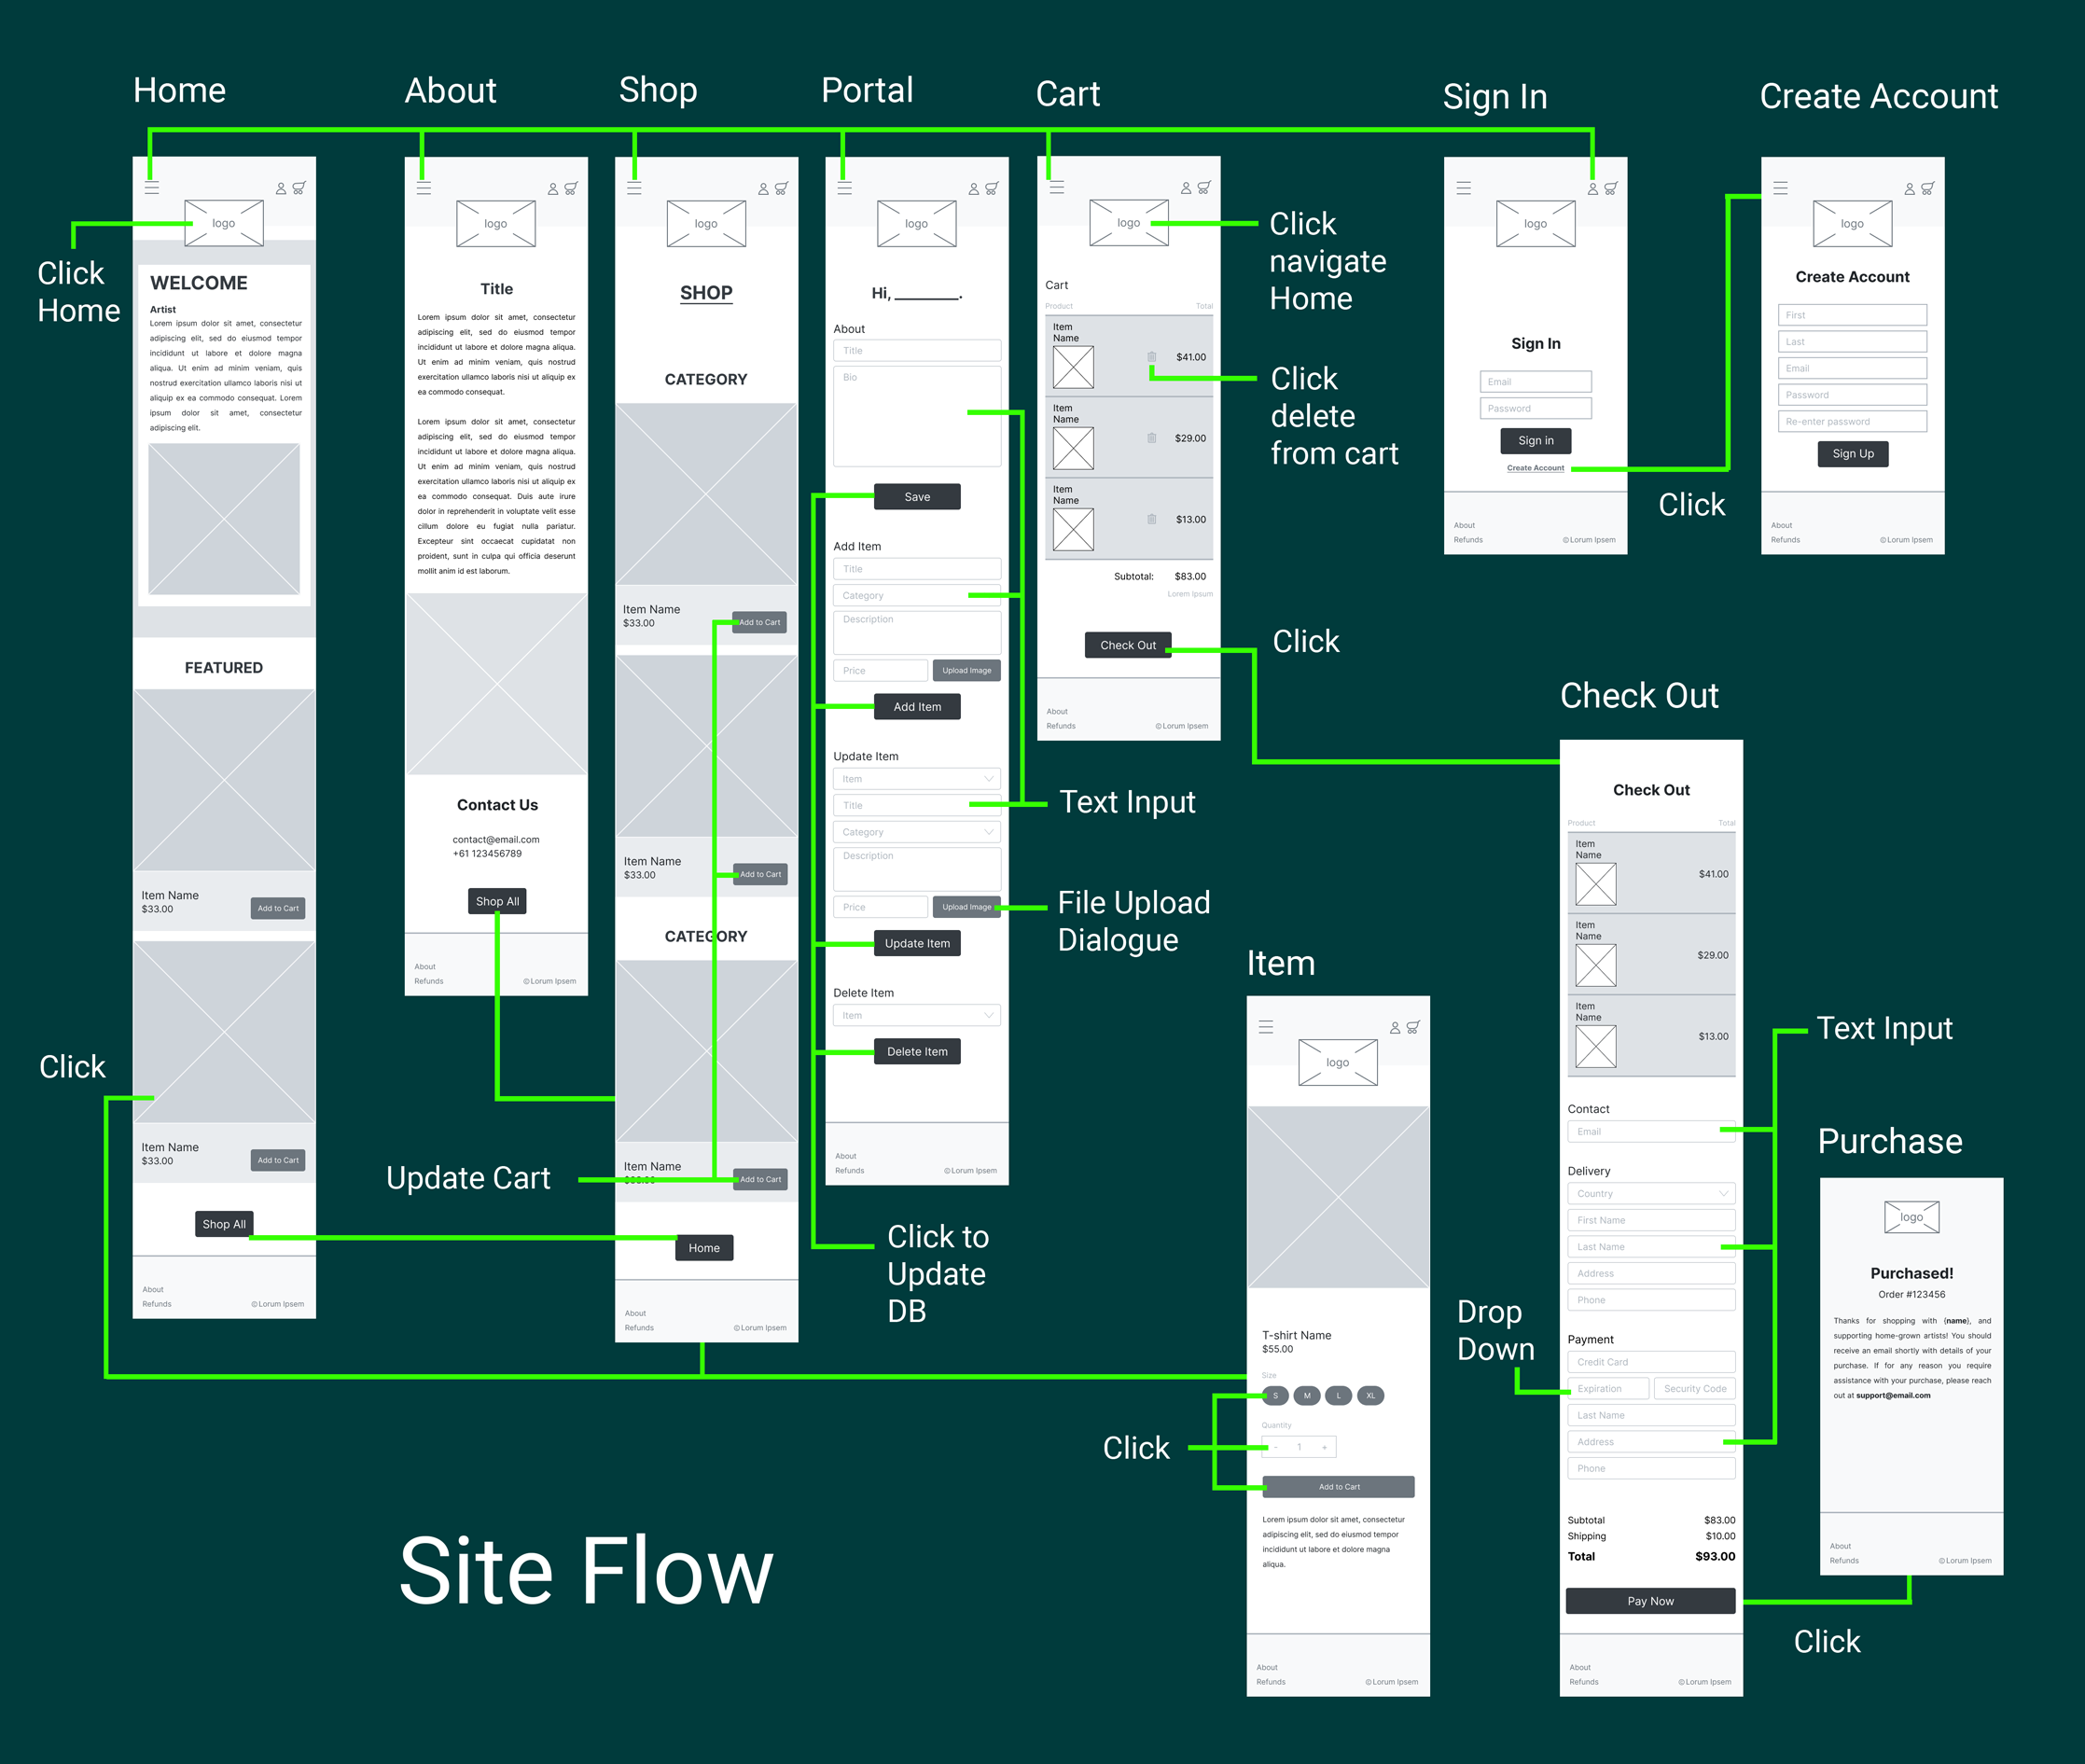 Home
About
Shop
Portal
Cart
Sign In
Create Account
logo
Click
Home
WELCOME
Artist
Lorem ipsum dolor sit amet, consectetur
adipiscing elit, sed do eiusmod tempor
incididunt ut labore et dolore magna
aliqua. Ut enim ad minim veniam, quis
nostrud exercitation ullamco laboris nisi ut
aliquip ex ea commodo consequat. Lorem
ipsum dolor sit amet, consectetur
adipiscing elit.
FEATURED
Item Name
$33.00
Add to Cart
Click
Item Name
$33.00
Add to Cart
Shop All
About
Refunds
©Lorum Ipsem
logo
Title
Lorem ipsum dolor sit amet, consectetur
adipiscing elit, sed do eiusmod tempor
incididunt ut labore et dolore magna aliqua.
Ut enim ad minim veniam, quis nostrud
exercitation ullamco laboris nisi ut aliquip ex
ea commodo consequat.
Lorem ipsum dolor sit amet, consectetur
adipiscing elit, sed do eiusmod tempor
incididunt ut labore et dolore magna aliqua.
Ut enim ad minim veniam, quis nostrud
exercitation ullamco laboris nisi ut aliquip ex
ea commodo consequat. Duis aute irure
dolor in reprehenderit in voluptate velit esse
cillum dolore eu fugiat nulla pariatur.
Excepteur sint occaecat cupidatat non
proident, sunt in culpa qui officia deserunt
mollit anim id est laborum.
Contact Us
contact@email.com
+61 123456789
Shop All
About
Refunds
©Lorum Ipsem
Update Cart
logo
SHOP
CATEGORY
Item Name
$33.00
Add to Cart
Item Name
$33.00
Add to Cart
CATEGORY
Item Name
$33.00
Add to Cart
Home
About
Refunds
©Lorum Ipsem
logo
Hi, ________.
About
Title
Bio
Save
Add Item
Title
Category
Description
Price
Upload Image
Add Item
Update Item
Item
Title
Category
Description
Price
Upload Image
Update Item
Delete Item
Item
Delete Item
About
Refunds
©Lorum Ipsem
Click to
Update
DB
Text Input
File Upload
Dialogue
logo
Cart
Product Total
Item
Name
$41.00
Item
Name
$29.00
Item
Name
$13.00
Subtotal: $83.00
Lorem Ipsum
Check Out
About
Refunds
©Lorum Ipsem
Click
navigate
Home
Click
delete
from cart
Click
logo
Sign In
Email
Password
Sign in
Create Account
About
Refunds
©Lorum Ipsem
Click
logo
Create Account
First
Last
Email
Password
Re-enter password
Sign Up
About
Refunds
©Lorum Ipsem
Item
logo
T-shirt Name
$55.00
Size
S M L XL
Quantity
- 1 +
Add to Cart
Lorem ipsum dolor sit amet, consectetur
adipiscing elit, sed do eiusmod tempor
incididunt ut labore et dolore magna
aliqua.
About
Refunds
©Lorum Ipsem
Click
Check Out
Check Out
Product Total
Item
Name
$41.00
Item
Name
$29.00
Item
Name
$13.00
Contact
Email
Delivery
Country
First Name
Last Name
Address
Phone
Payment
Credit Card
Expiration
Security Code
Last Name
Address
Phone
Subtotal $83.00
Shipping $10.00
Total $93.00
Pay Now
About
Refunds
©Lorum Ipsem
Drop
Down
Text Input
Purchase
logo
Purchased!
Order #123456
Thanks for shopping with {name}, and
supporting home-grown artists! You should
receive an email shortly with details of your
purchase. If for any reason you require
assistance with your purchase, please reach
out at support@email.com
About
Refunds
©Lorum Ipsem
Click
Site Flow